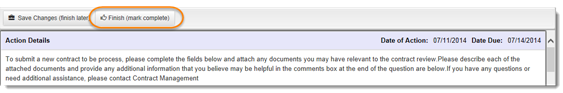 Save Changes (finish later) Finish (mark complete)
Action Details Date of Action: 07/11/2014 Date Due: 07/14/2014
To submit a new contract to be process, please complete the fields below and attach any documents you may have relevant to the contract review.Please describe each of the
attached documents and provide any additional information that you believe may be helpful in the comments box at the end of the question are below.If you have any questions or
need additional assistance, please contact Contract Management